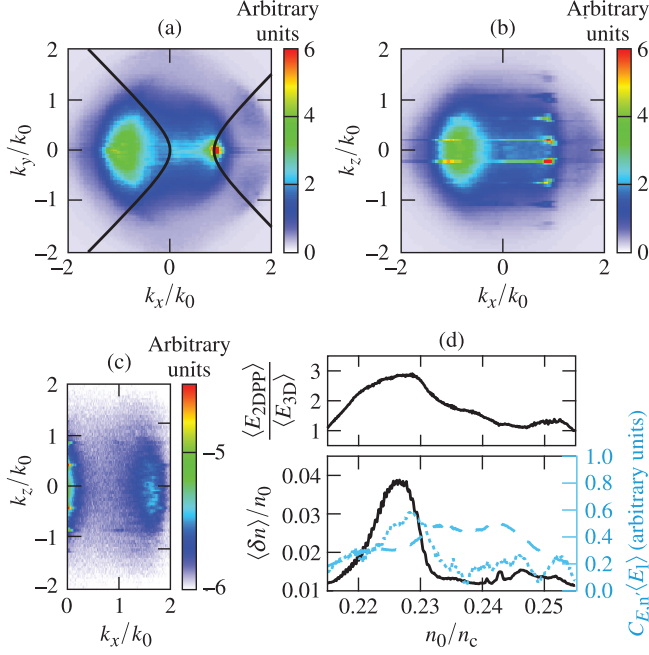 (a)
Arbitrary
units
2
1
0
−1
−2
k_y/k_0
−2
0
2
k_x/k_0
6
4
2
0
(b)
Arbitrary
units
2
1
0
−1
−2
k_z/k_0
−2
0
2
k_x/k_0
6
4
2
0
(c)
Arbitrary
units
2
1
0
−1
−2
k_z/k_0
0
1
2
k_x/k_0
−5
−6
(d)
⟨E_2DPP⟩
⟨E_3D⟩
3
2
1
⟨δn⟩/n_0
0.04
0.03
0.02
0.01
0.22
0.23
0.24
0.25
n_0/n_c
1.0
0.8
0.6
0.4
0.2
0.0
C_E,n′⟨E_l⟩ (arbitrary units)